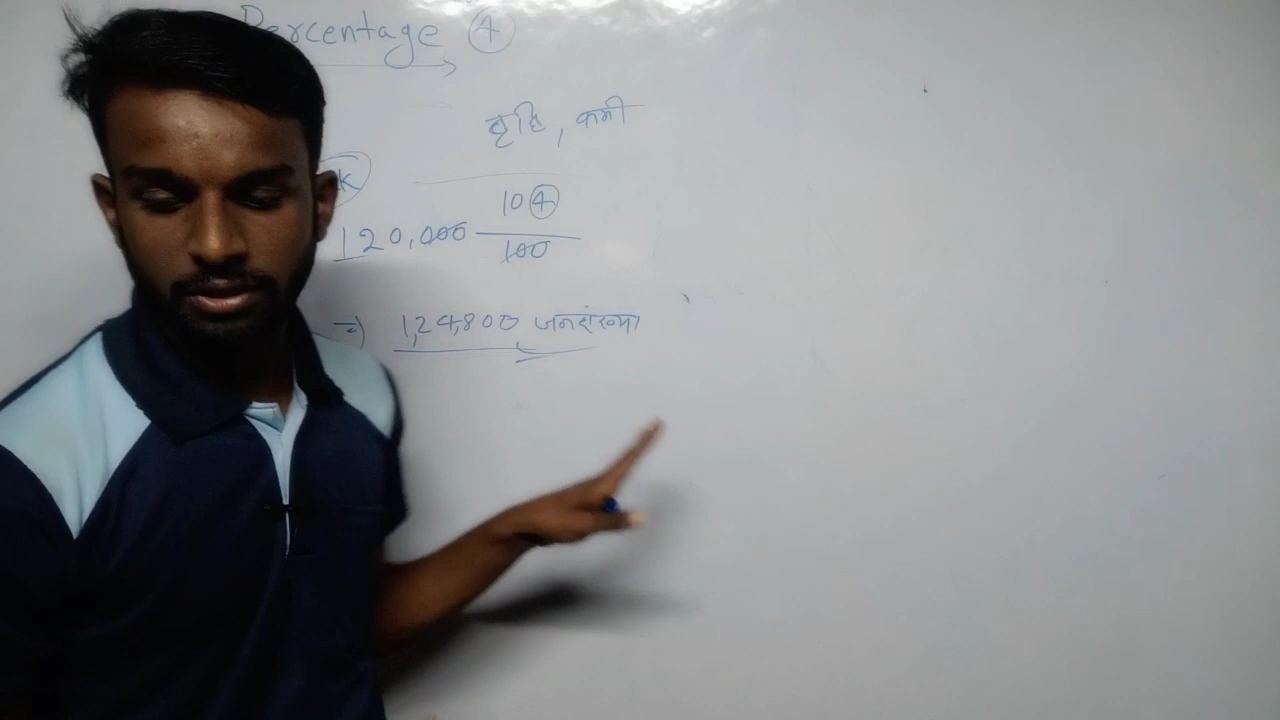 Percentage 4
वृद्धि, कमी
K
120,000 104/100
=) 1,24,800 जनसंख्या